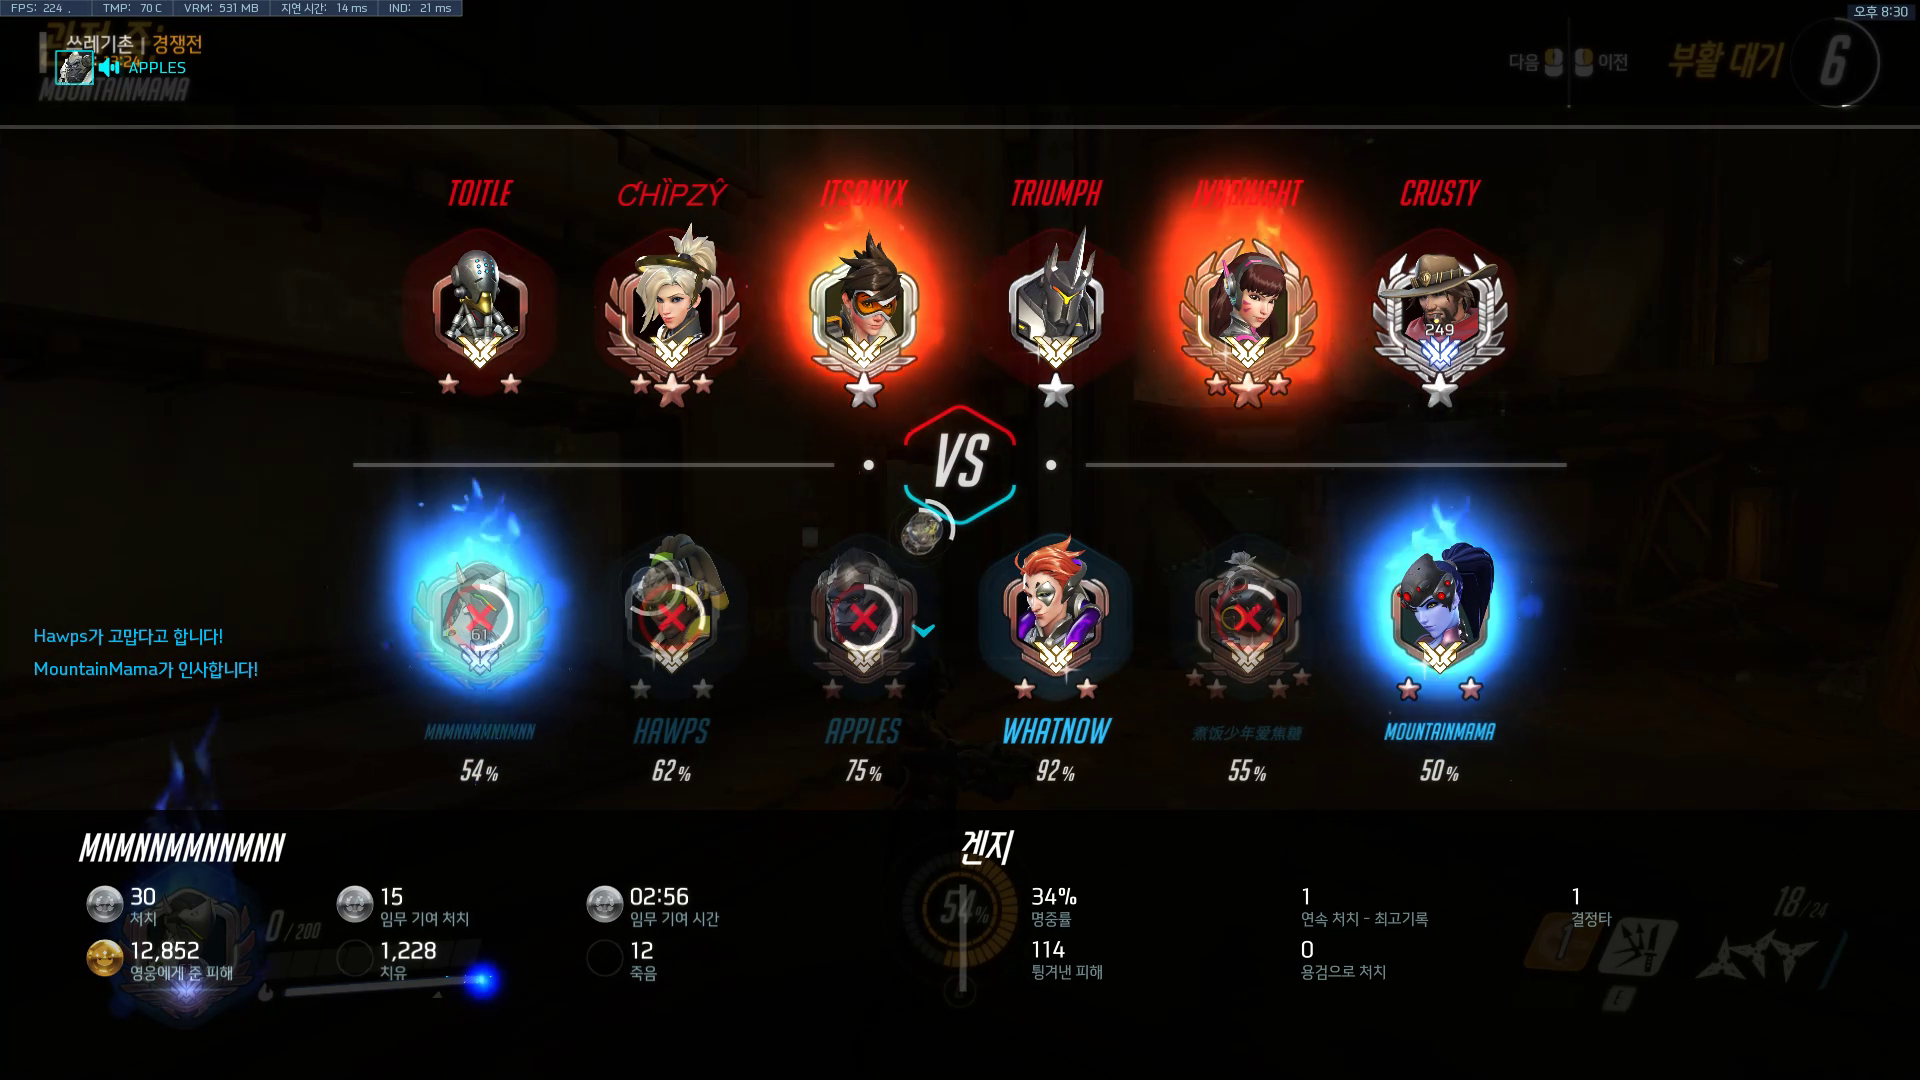 FPS: 224 . TMP: 70 C VRM: 531 MB 지연 시간: 14 ms IND: 21 ms
오후 8:30
쓰레기촌 | 경쟁전
APPLES
MOUNTAINMAMA
다음 이전 부활 대기 6
TOITLE ITSONYX TRIUMPH CRUSTY
249
VS
61
Hawps가 고맙다고 합니다!
MountainMama가 인사합니다!
MNMNNMMNNMNN HAWPS APPLES WHATNOW 煮饭少年爱焦糖 MOUNTAINMAMA
54% 62% 75% 92% 55% 50%
MNMNNMMNNMNN 겐지
30 15 02:56 34% 1 1
처치 임무 기여 처치 임무 기여 시간 명중률 연속 처치 - 최고기록 결정타
12,852 1,228 12 114 0
영웅에게 준 피해 치유 죽음 튕겨낸 피해 용검으로 처치
0/200
54%
18/24
E